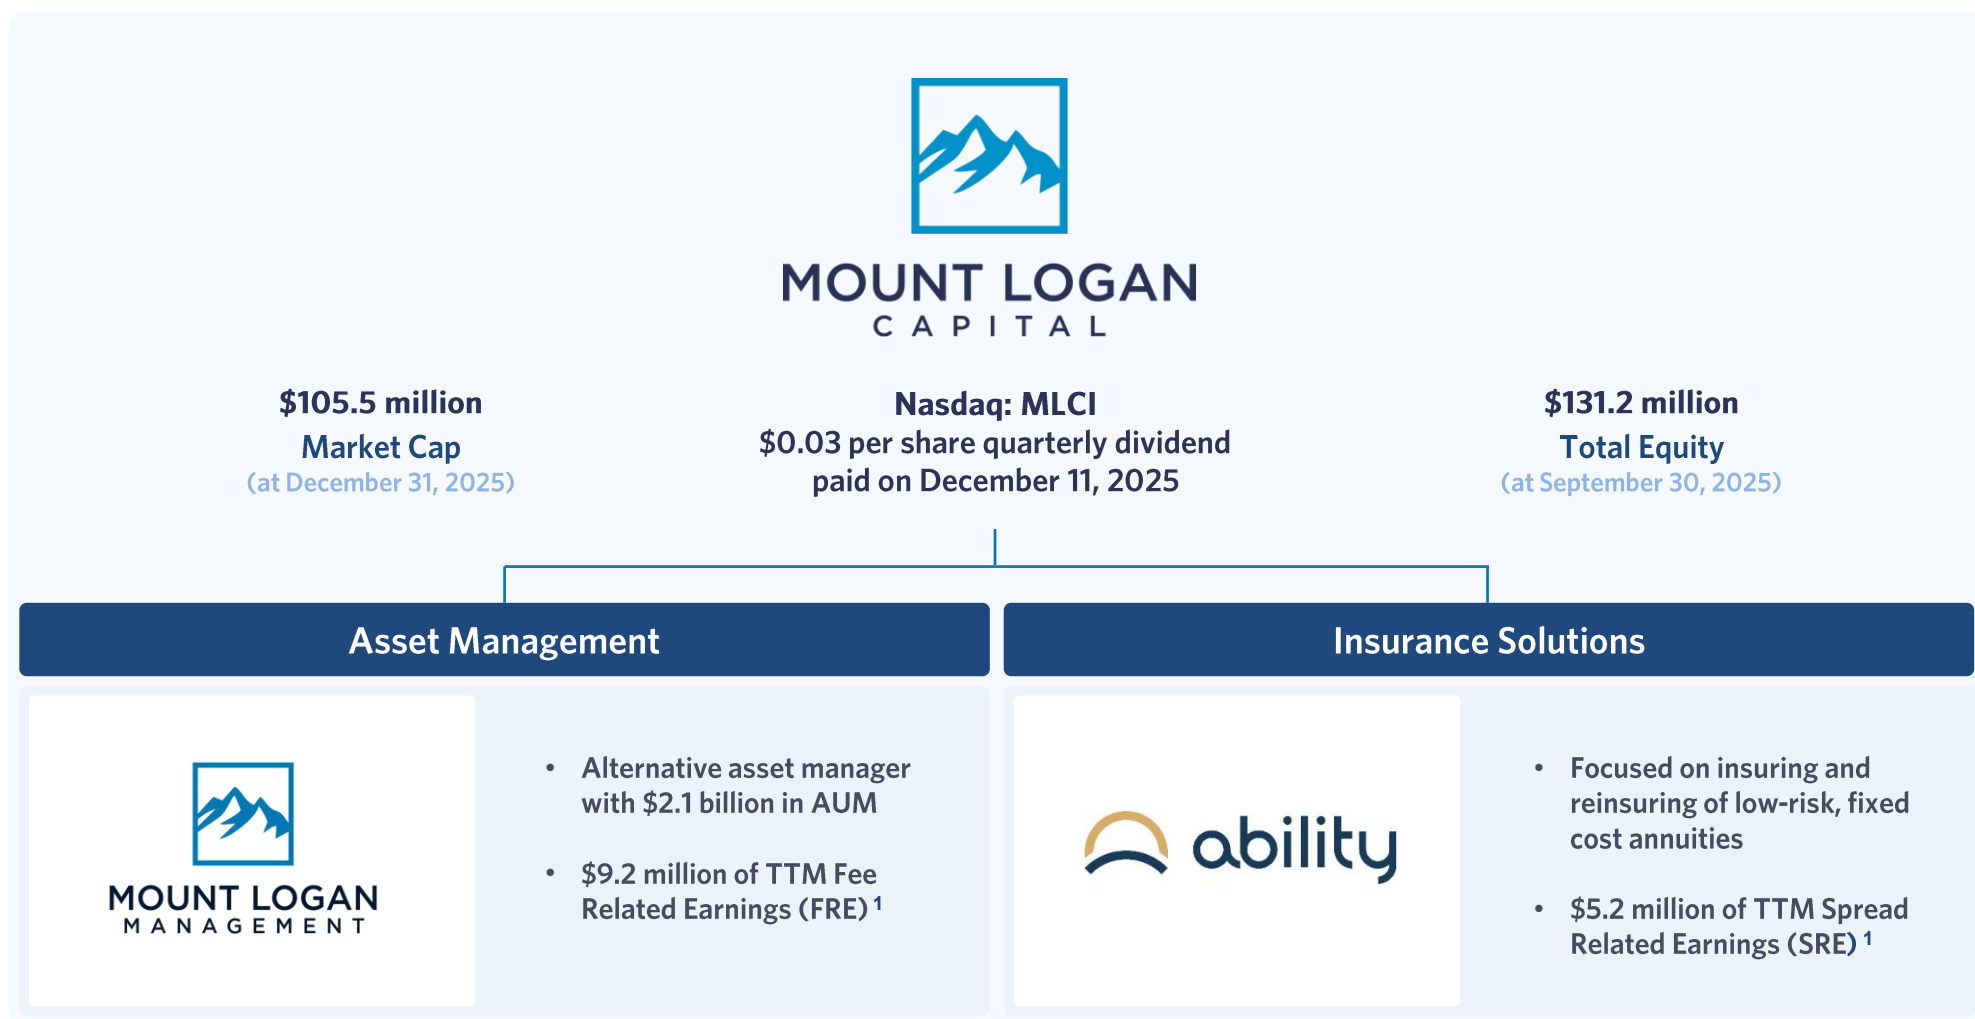 MOUNT LOGAN
CAPITAL
$105.5 million
Market Cap
(at December 31, 2025)
Nasdaq: MLCI
$0.03 per share quarterly dividend
paid on December 11, 2025
$131.2 million
Total Equity
(at September 30, 2025)
Asset Management
MOUNT LOGAN
MANAGEMENT
• Alternative asset manager
with $2.1 billion in AUM
• $9.2 million of TTM Fee
Related Earnings (FRE) 1
Insurance Solutions
ability
• Focused on insuring and
reinsuring of low-risk, fixed
cost annuities
• $5.2 million of TTM Spread
Related Earnings (SRE) 1